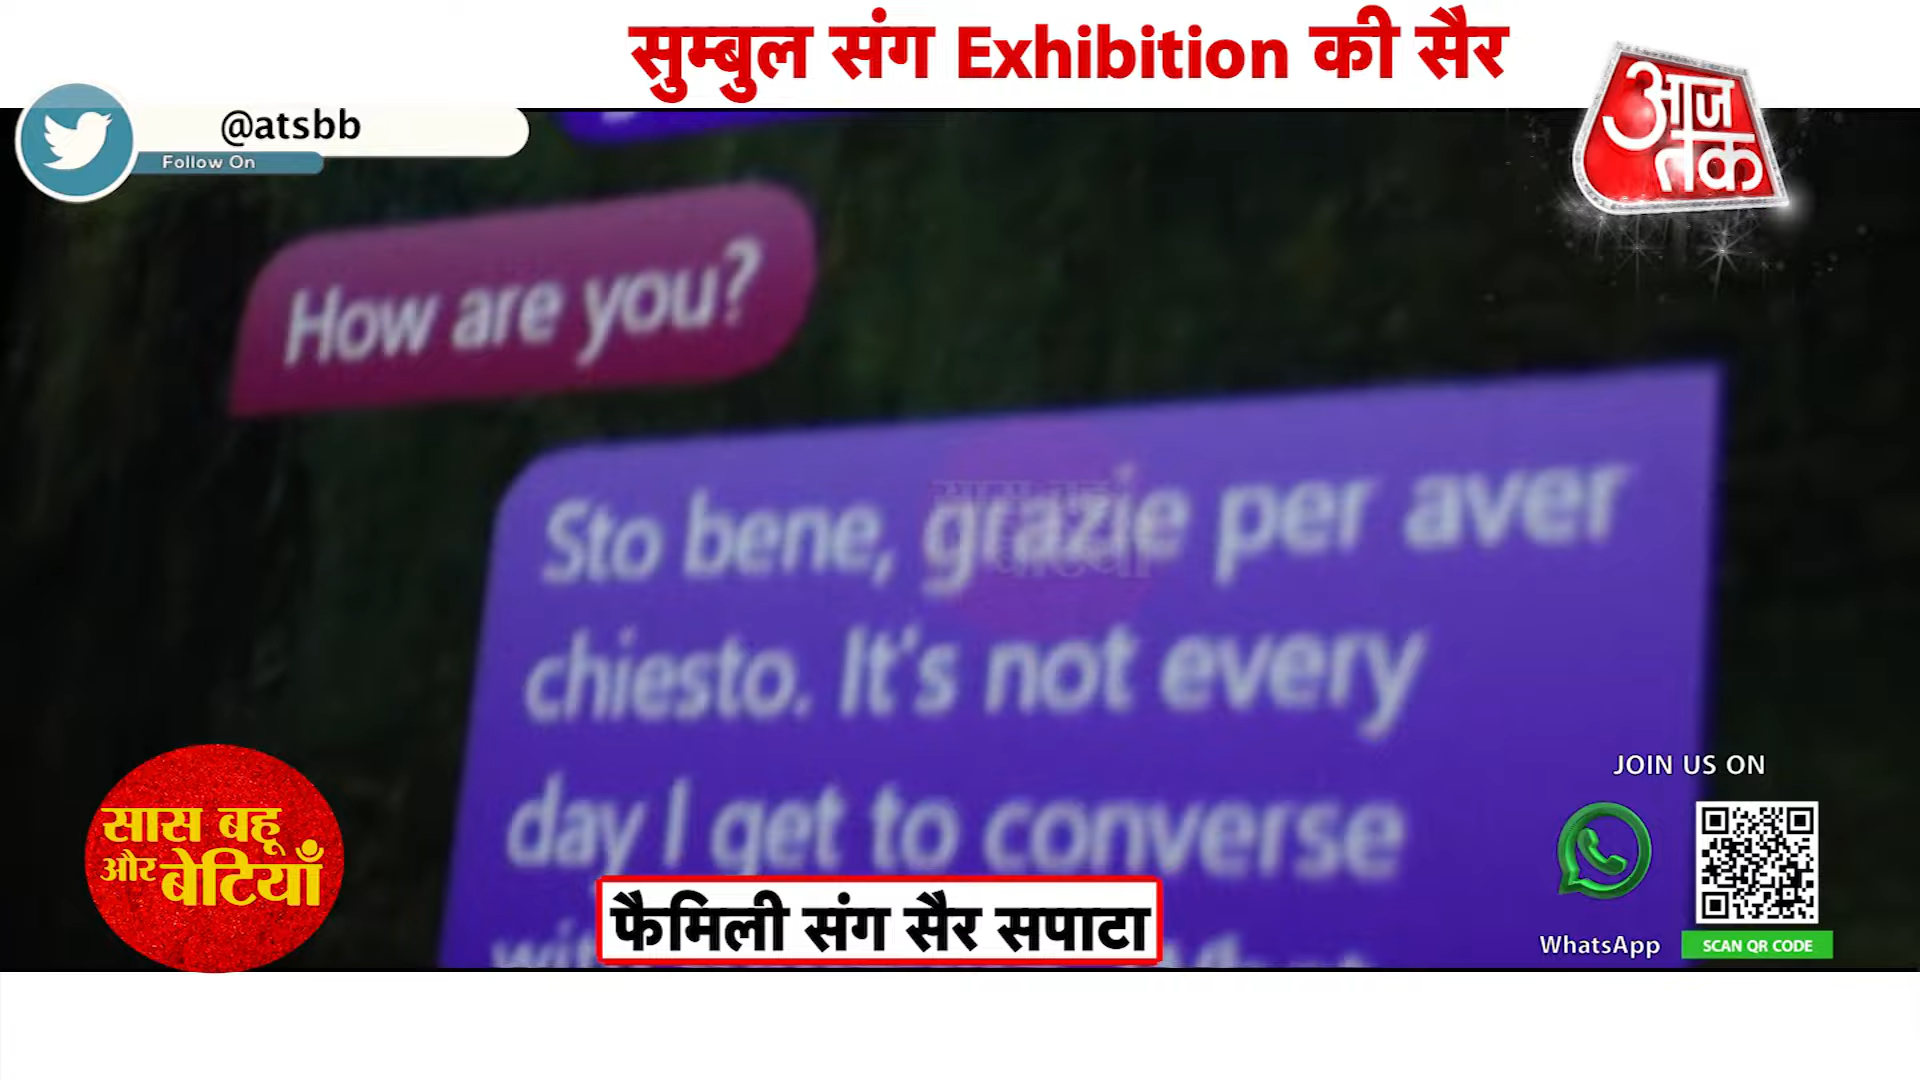 सुम्बुल संग Exhibition की सैर
@atsbb
Follow On
आज
तक
How are you?
Sto bene, grazie per aver
chiesto. It's not every
day I get to converse
सास बहू
और बेटियाँ
फैमिली संग सैर सपाटा
JOIN US ON
WhatsApp
SCAN QR CODE